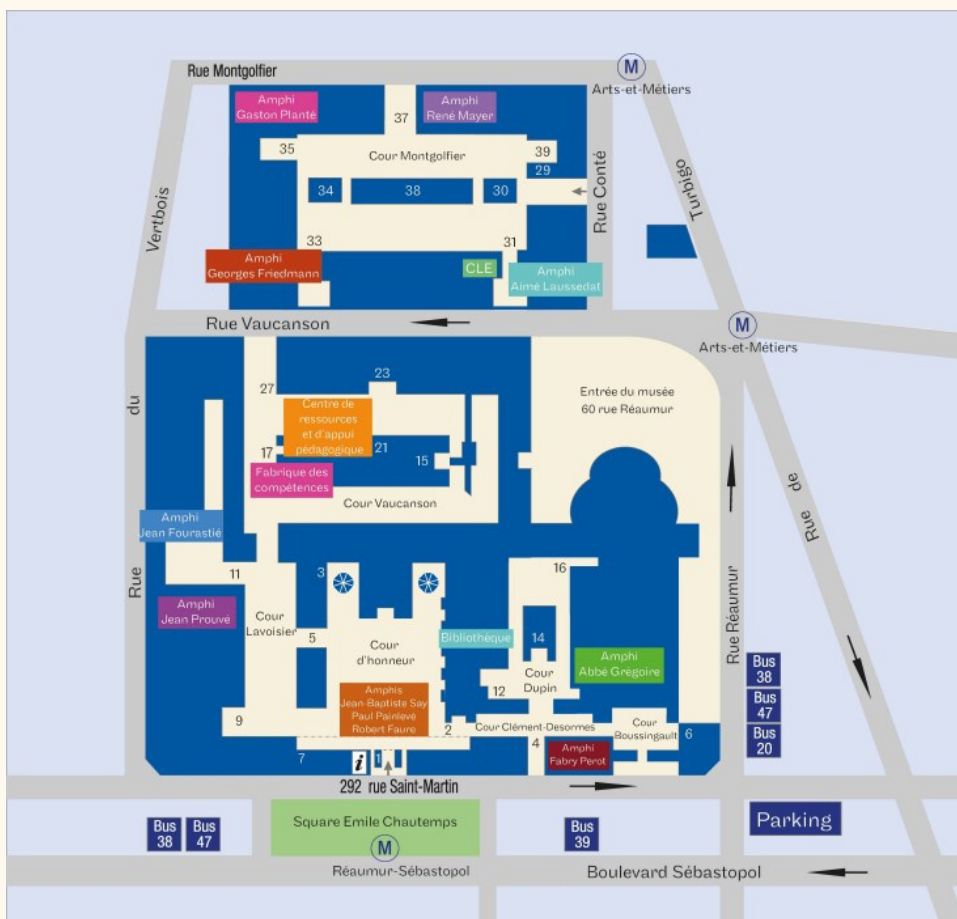 Rue Montgolfier
M
Arts-et-Métiers
Amphi
Gaston Planté
Amphi
René Mayer
37
35
Cour Montgolfier
39
29
34
38
30
Rue Conté
Turbigo
Vertbois
33
31
Amphi
Georges Friedmann
CLE
Amphi
Aimé Laussedat
Rue Vaucanson
M
Arts-et-Métiers
23
27
Entrée du musée
60 rue Réaumur
Centre de
ressources
et d'appui
pédagogique
du
21
17
15
Fabrique des
compétences
Cour Vaucanson
Rue de
Amphi
Jean Fourastié
Rue
11
3
16
Amphi
Jean Prouvé
Cour
Lavoisier
5
Cour
d'honneur
Bibliothèque
14
Amphi
Abbé Grégoire
Rue Réaumur
Cour
Dupin
12
Bus
38
Bus
47
Bus
20
Amphis
Jean-Baptiste Say
Paul Painlevé
Robert Faure
9
2
Cour Clément-Desormes
Cour
Boussingault
6
7
i
1
4
Amphi
Fabry Perot
292 rue Saint-Martin
Square Emile Chautemps
Bus
38
Bus
47
Bus
39
Parking
M
Réaumur-Sébastopol
Boulevard Sébastopol